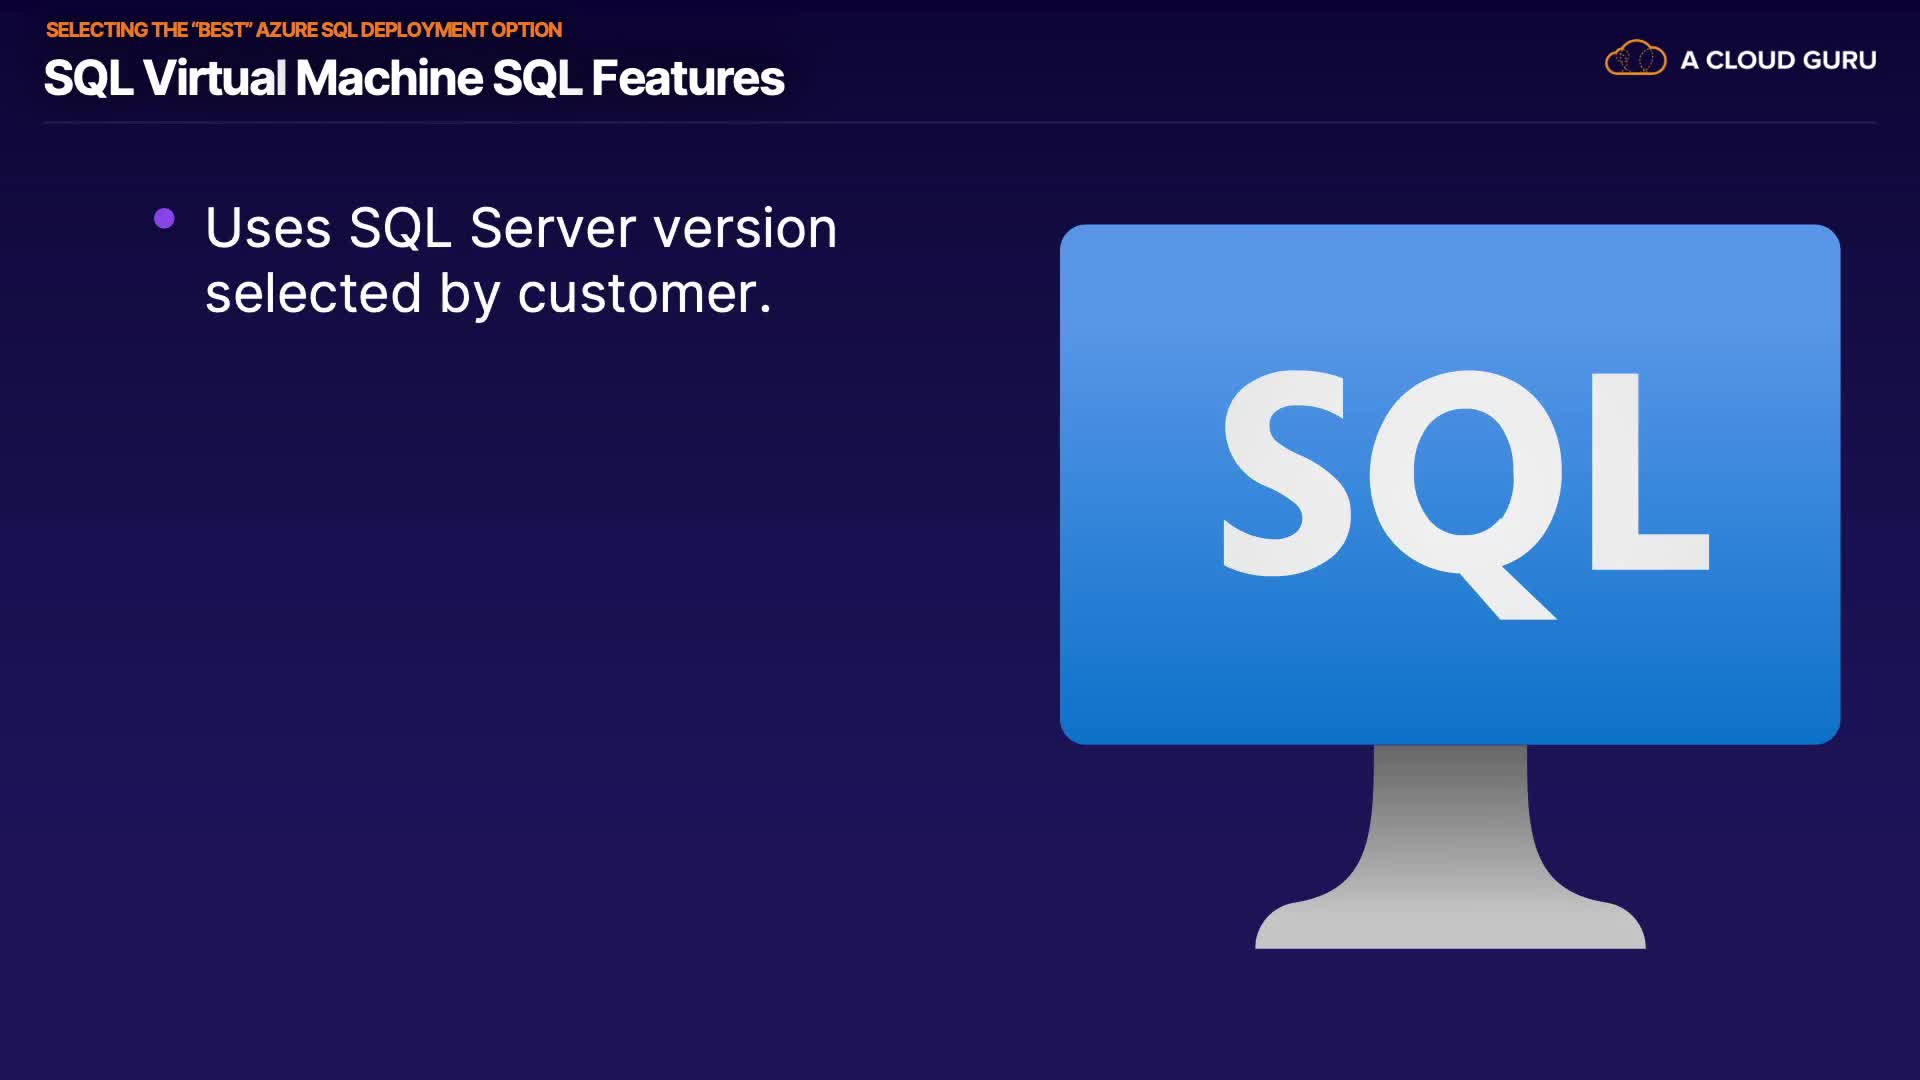 SELECTING THE “BEST” AZURE SQL DEPLOYMENT OPTION
SQL Virtual Machine SQL Features
A CLOUD GURU
Uses SQL Server version
selected by customer.
SQL